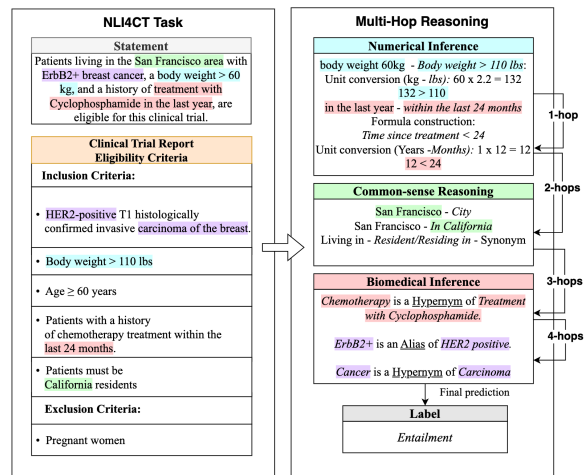 NLI4CT Task
Statement
Patients living in the San Francisco area with
ErbB2+ breast cancer, a body weight > 60
kg, and a history of treatment with
Cyclophosphamide in the last year, are
eligible for this clinical trial.
Clinical Trial Report
Eligibility Criteria
Inclusion Criteria:
• HER2-positive T1 histologically
confirmed invasive carcinoma of the breast.
• Body weight > 110 lbs
• Age ≥ 60 years
• Patients with a history
of chemotherapy treatment within the
last 24 months.
• Patients must be
California residents
Exclusion Criteria:
• Pregnant women
Multi-Hop Reasoning
Numerical Inference
body weight 60kg - Body weight > 110 lbs:
Unit conversion (kg - lbs): 60 x 2.2 = 132
132 > 110
in the last year - within the last 24 months
Formula construction:
Time since treatment < 24
Unit conversion (Years -Months): 1 x 12 = 12
12 < 24
1-hop
2-hops
Common-sense Reasoning
San Francisco - City
San Francisco - In California
Living in - Resident/Residing in - Synonym
3-hops
Biomedical Inference
Chemotherapy is a Hypernym of Treatment
with Cyclophosphamide.
ErbB2+ is an Alias of HER2 positive.
Cancer is a Hypernym of Carcinoma
4-hops
Final prediction
Label
Entailment